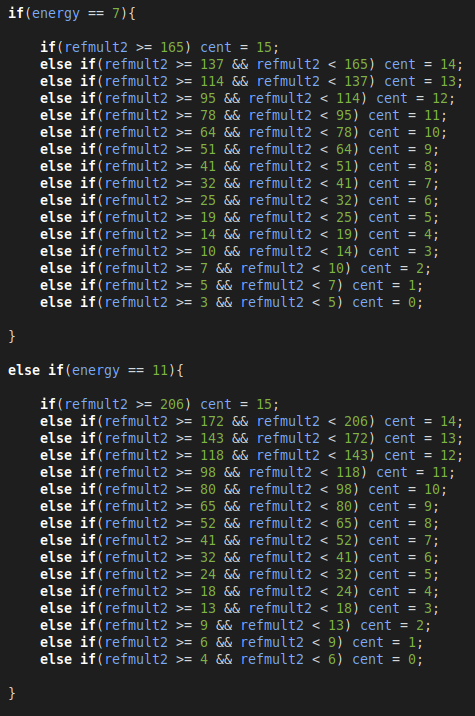 if(energy == 7){
if(refmult2 >= 165) cent = 15;
else if(refmult2 >= 137 && refmult2 < 165) cent = 14;
else if(refmult2 >= 114 && refmult2 < 137) cent = 13;
else if(refmult2 >= 95 && refmult2 < 114) cent = 12;
else if(refmult2 >= 78 && refmult2 < 95) cent = 11;
else if(refmult2 >= 64 && refmult2 < 78) cent = 10;
else if(refmult2 >= 51 && refmult2 < 64) cent = 9;
else if(refmult2 >= 41 && refmult2 < 51) cent = 8;
else if(refmult2 >= 32 && refmult2 < 41) cent = 7;
else if(refmult2 >= 25 && refmult2 < 32) cent = 6;
else if(refmult2 >= 19 && refmult2 < 25) cent = 5;
else if(refmult2 >= 14 && refmult2 < 19) cent = 4;
else if(refmult2 >= 10 && refmult2 < 14) cent = 3;
else if(refmult2 >= 7 && refmult2 < 10) cent = 2;
else if(refmult2 >= 5 && refmult2 < 7) cent = 1;
else if(refmult2 >= 3 && refmult2 < 5) cent = 0;
}
else if(energy == 11){
if(refmult2 >= 206) cent = 15;
else if(refmult2 >= 172 && refmult2 < 206) cent = 14;
else if(refmult2 >= 143 && refmult2 < 172) cent = 13;
else if(refmult2 >= 118 && refmult2 < 143) cent = 12;
else if(refmult2 >= 98 && refmult2 < 118) cent = 11;
else if(refmult2 >= 80 && refmult2 < 98) cent = 10;
else if(refmult2 >= 65 && refmult2 < 80) cent = 9;
else if(refmult2 >= 52 && refmult2 < 65) cent = 8;
else if(refmult2 >= 41 && refmult2 < 52) cent = 7;
else if(refmult2 >= 32 && refmult2 < 41) cent = 6;
else if(refmult2 >= 24 && refmult2 < 32) cent = 5;
else if(refmult2 >= 18 && refmult2 < 24) cent = 4;
else if(refmult2 >= 13 && refmult2 < 18) cent = 3;
else if(refmult2 >= 9 && refmult2 < 13) cent = 2;
else if(refmult2 >= 6 && refmult2 < 9) cent = 1;
else if(refmult2 >= 4 && refmult2 < 6) cent = 0;
}